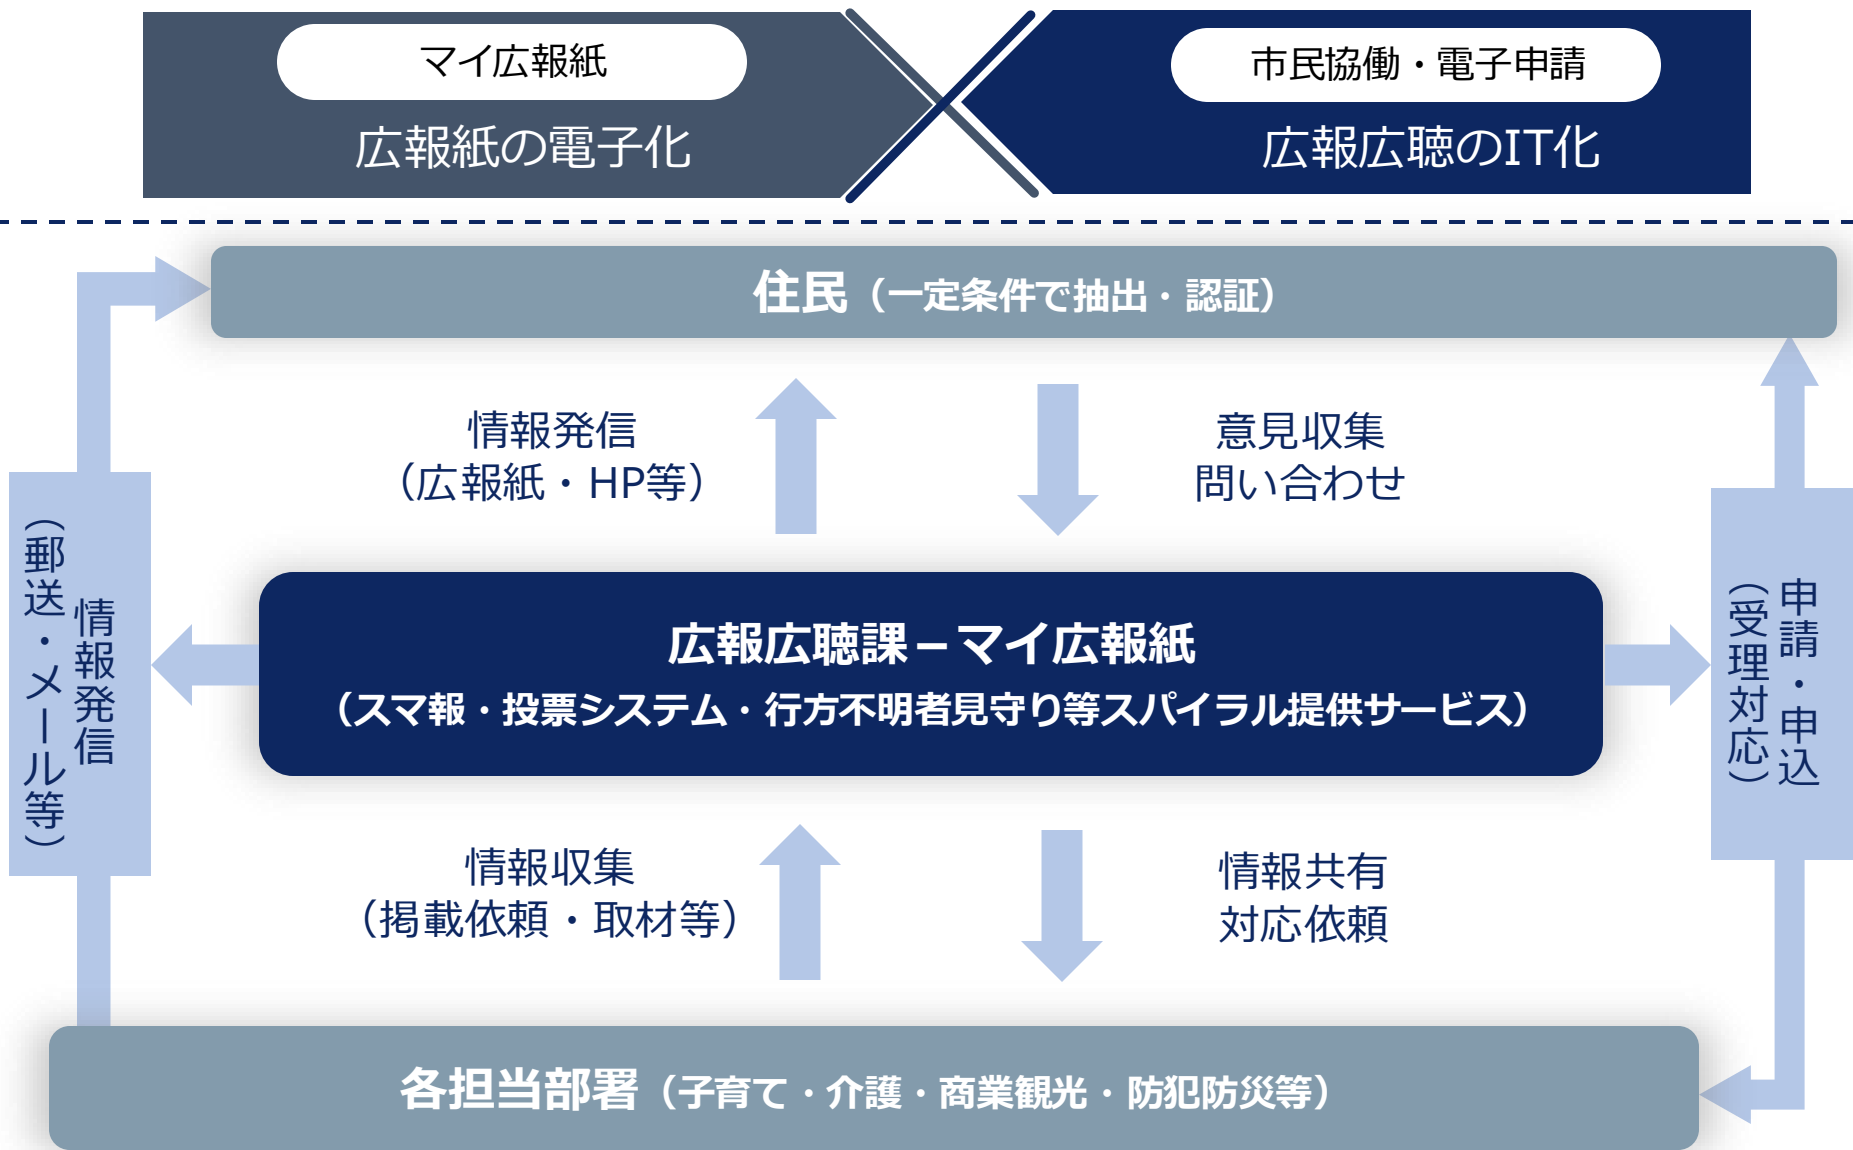 マイ広報紙
広報紙の電子化
市民協働・電子申請
広報広聴のIT化
住民（一定条件で抽出・認証）
情報発信
（広報紙・HP等）
意見収集
問い合わせ
情報発信
（郵送・メール等）
広報広聴課－マイ広報紙
（スマ報・投票システム・行方不明者見守り等スパイラル提供サービス）
申請・申込
（受理対応）
情報収集
（掲載依頼・取材等）
情報共有
対応依頼
各担当部署（子育て・介護・商業観光・防犯防災等）